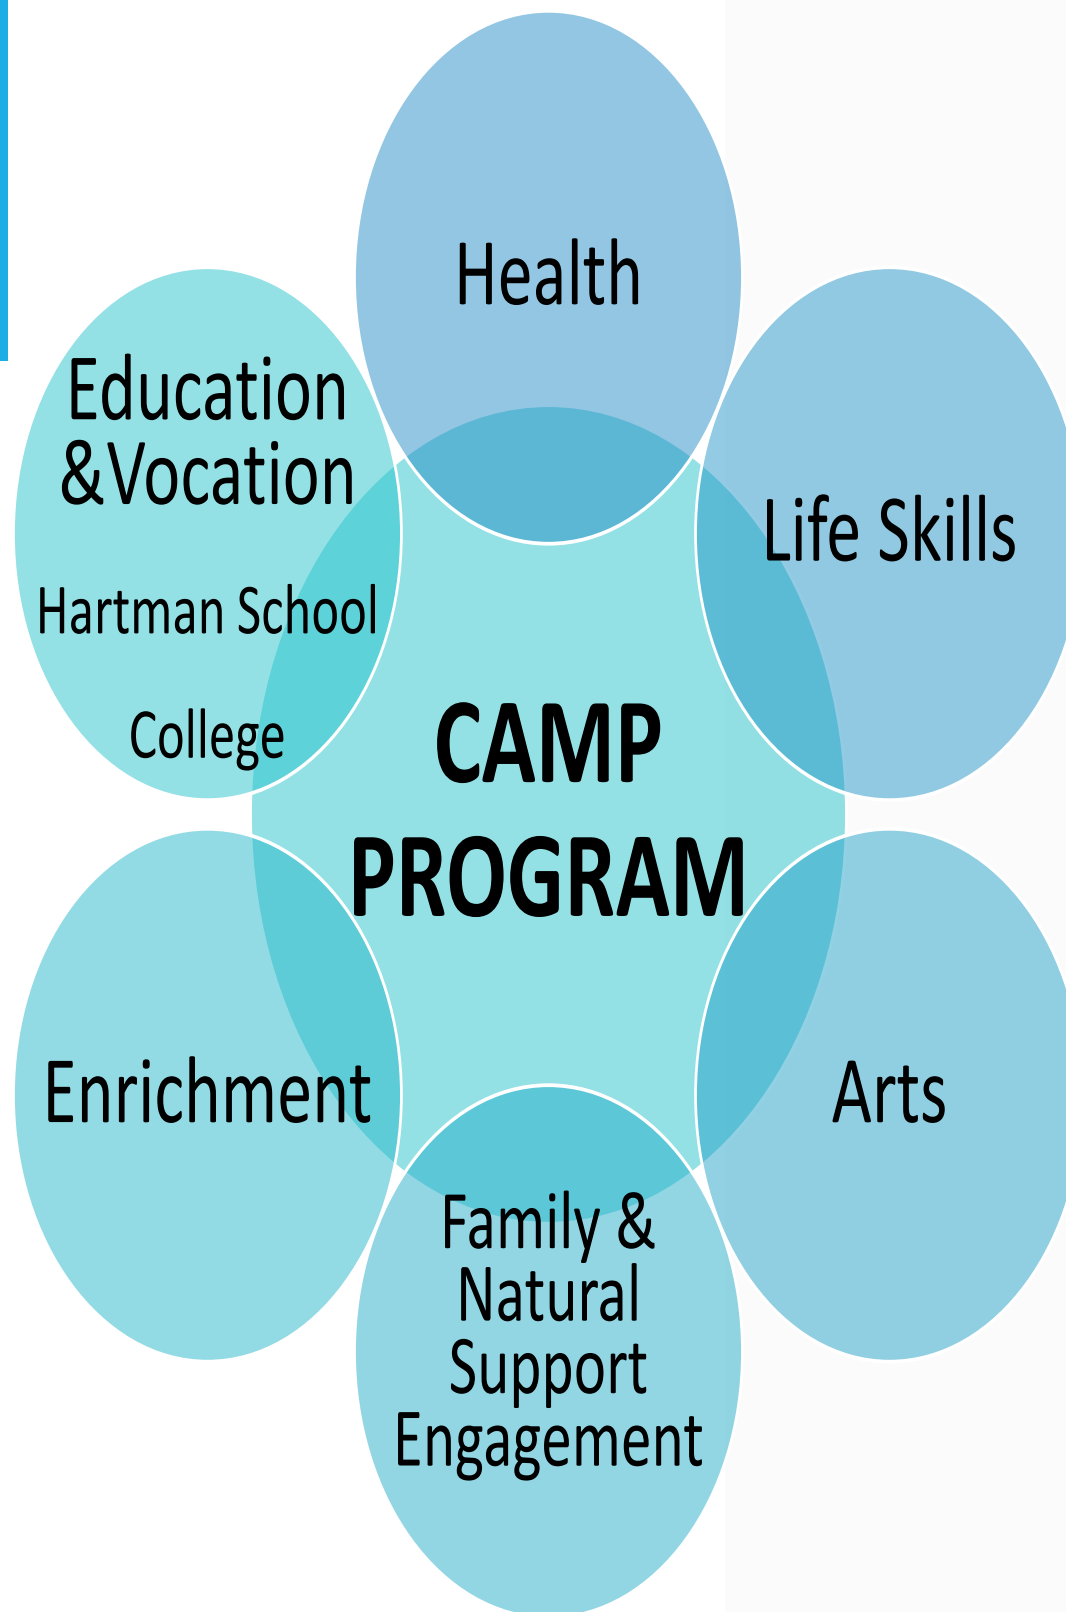 Health
Education
&Vocation
Hartman School
College
Life Skills
CAMP
PROGRAM
Enrichment
Arts
Family &
Natural
Support
Engagement